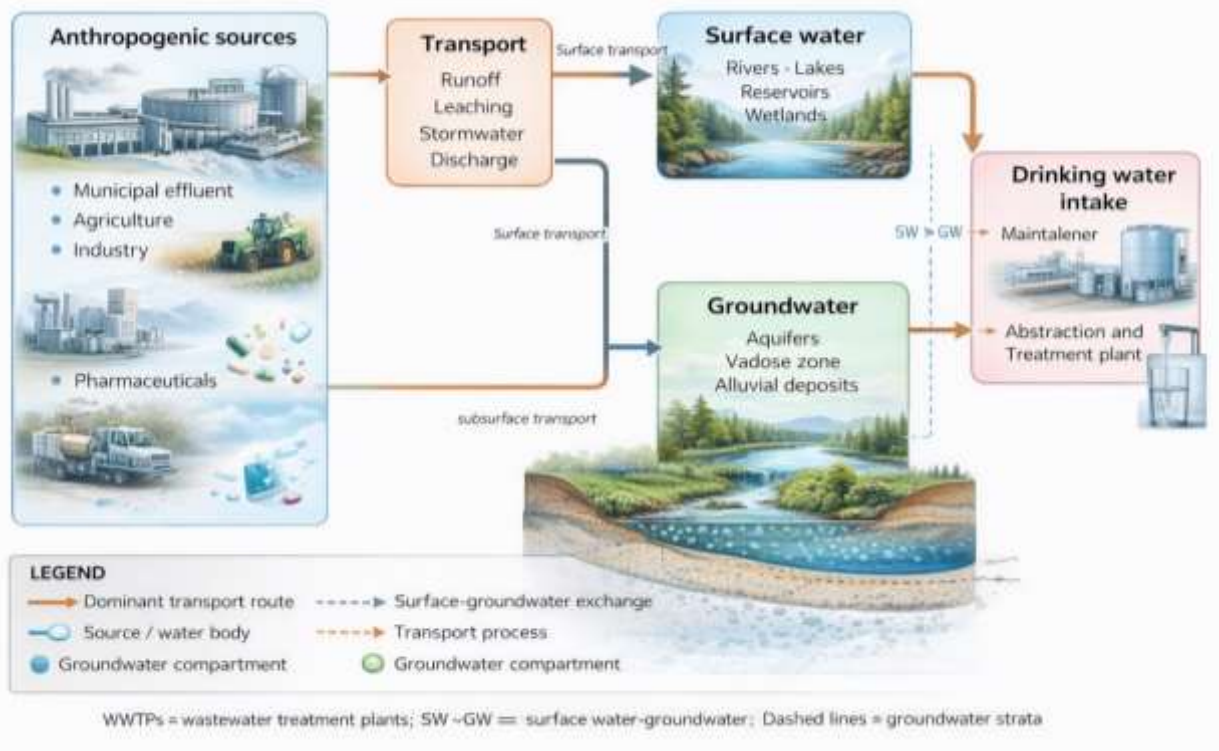 Anthropogenic sources
• Municipal effluent
• Agriculture
• Industry
• Pharmaceuticals
Transport
Runoff
Leaching
Stormwater
Discharge
Surface transport
Surface water
Rivers - Lakes
Reservoirs
Wetlands
Surface transport
subsurface transport
Groundwater
Aquifers
Vadose zone
Alluvial deposits
SW ➤ GW
Drinking water
intake
Maintalener
Abstraction and
Treatment plant
LEGEND
Dominant transport route
Surface-groundwater exchange
Source / water body
Transport process
Groundwater compartment
Groundwater compartment
WWTPs = wastewater treatment plants; SW -GW = surface water-groundwater; Dashed lines = groundwater strata